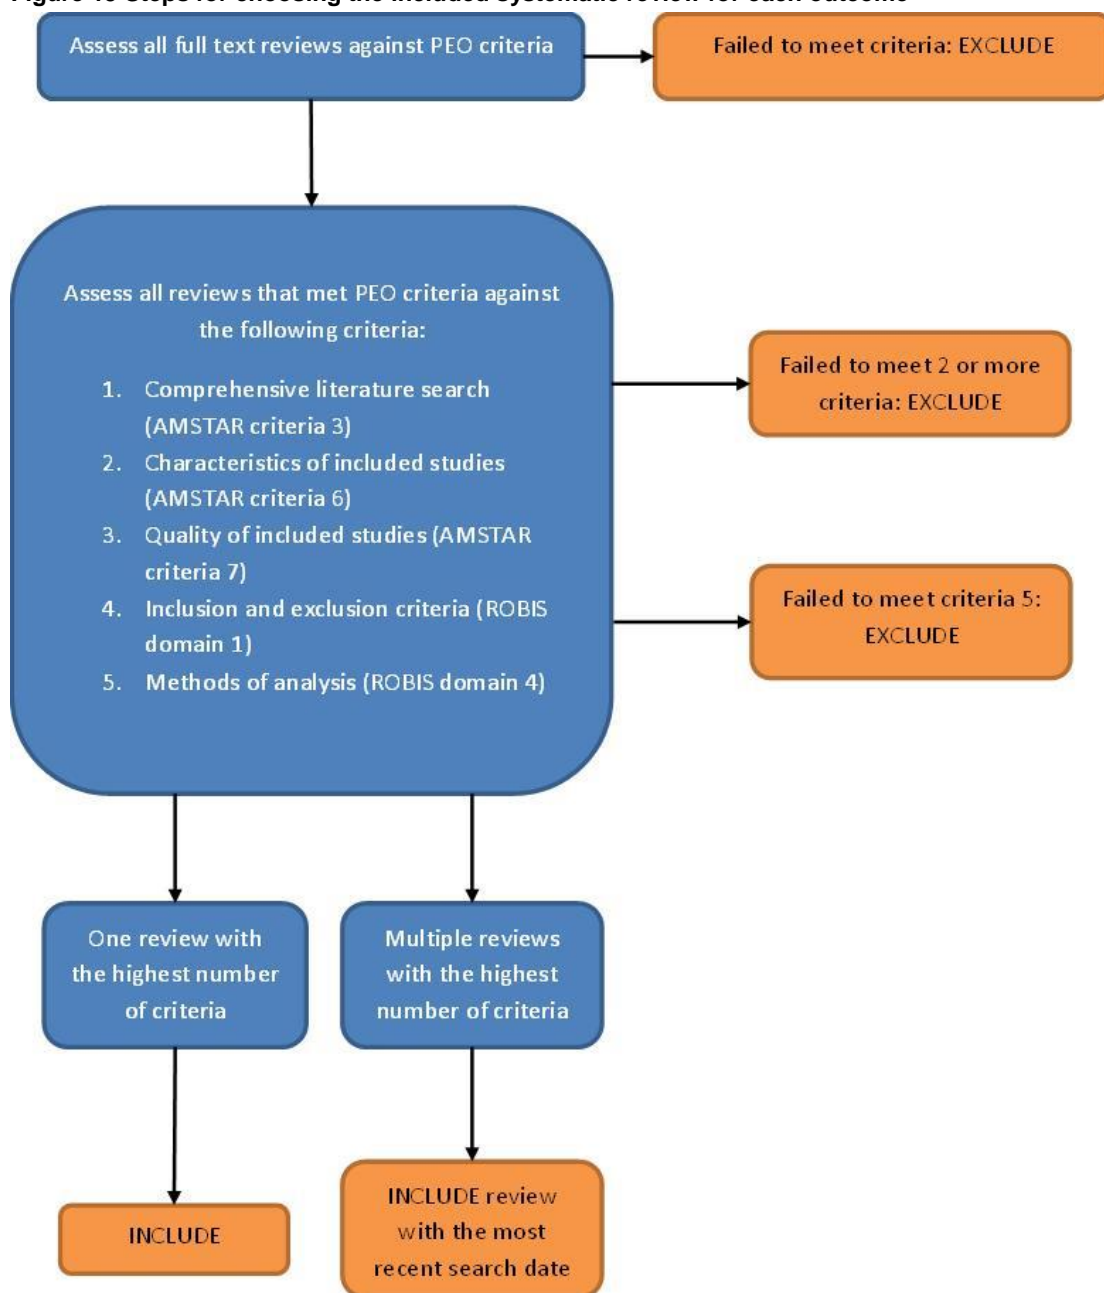 Assess all full text reviews against PEO criteria
Failed to meet criteria: EXCLUDE
Assess all reviews that met PEO criteria against
the following criteria:
1. Comprehensive literature search
(AMSTAR criteria 3)
2. Characteristics of included studies
(AMSTAR criteria 6)
3. Quality of included studies (AMSTAR
criteria 7)
4. Inclusion and exclusion criteria (ROBIS
domain 1)
5. Methods of analysis (ROBIS domain 4)
Failed to meet 2 or more
criteria: EXCLUDE
Failed to meet criteria 5:
EXCLUDE
One review with
the highest number
of criteria
Multiple reviews
with the highest
number of criteria
INCLUDE
INCLUDE review
with the most
recent search date